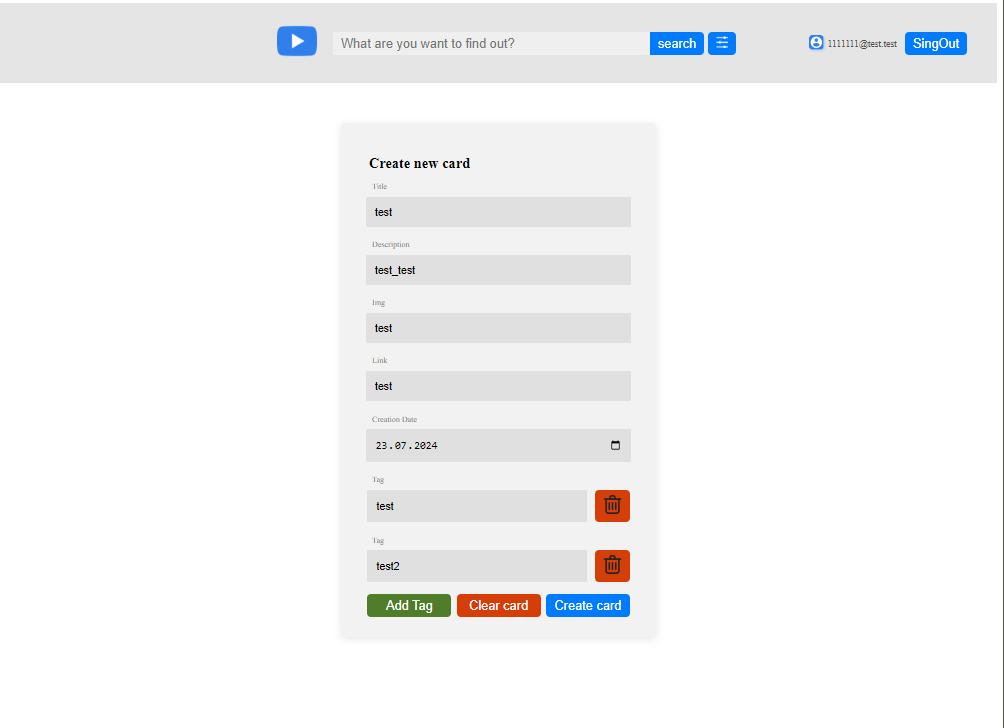 What are you want to find out? search 1111111@test.test SingOut
Create new card
Title
test
Description
test_test
Img
test
Link
test
Creation Date
23.07.2024
Tag
test
Tag
test2
Add Tag Clear card Create card